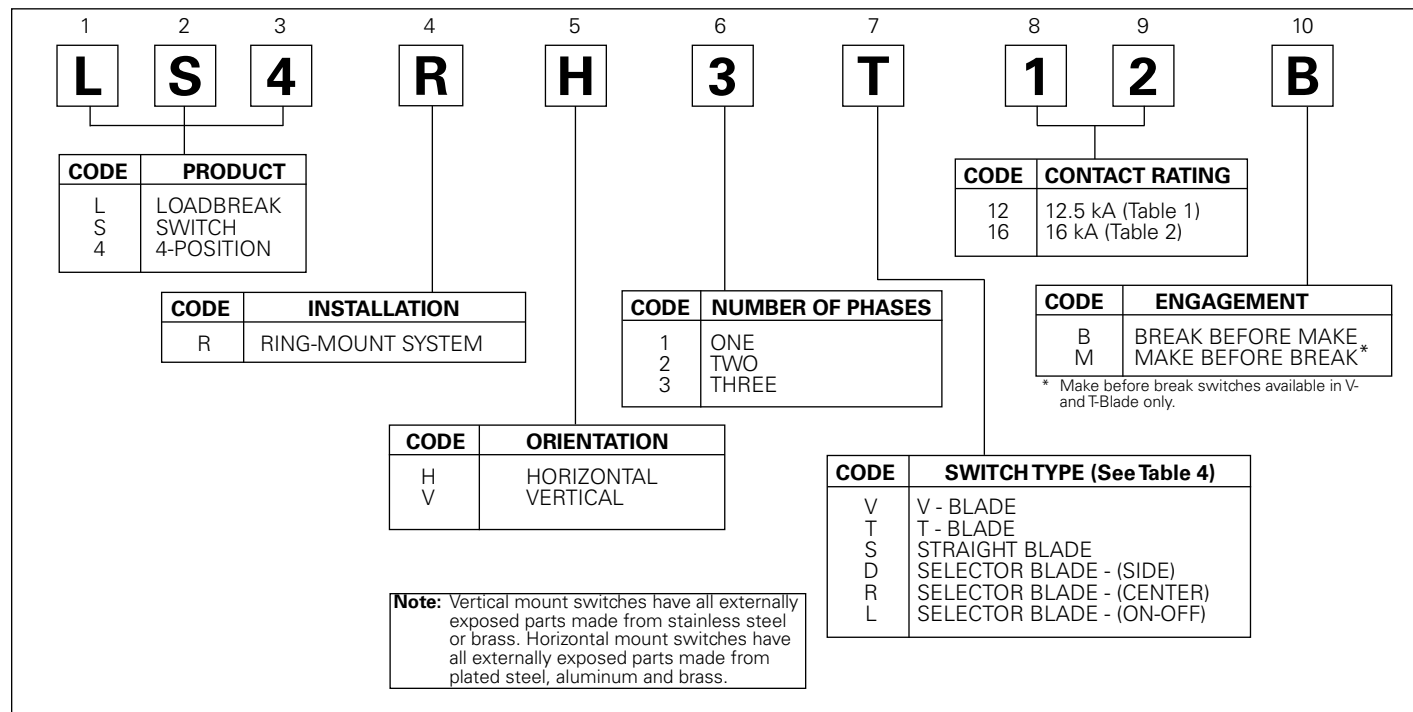 1 2 3 4 5 6 7 8 9 10
L S 4 R H 3 T 1 2 B
CODE PRODUCT
L LOADBREAK
S SWITCH
4 4-POSITION
CODE CONTACT RATING
12 12.5 kA (Table 1)
16 16 kA (Table 2)
CODE INSTALLATION
R RING-MOUNT SYSTEM
CODE NUMBER OF PHASES
1 ONE
2 TWO
3 THREE
CODE ENGAGEMENT
B BREAK BEFORE MAKE
M MAKE BEFORE BREAK*
* Make before break switches available in V-
and T-Blade only.
CODE ORIENTATION
H HORIZONTAL
V VERTICAL
CODE SWITCH TYPE (See Table 4)
V V - BLADE
T T - BLADE
S STRAIGHT BLADE
D SELECTOR BLADE - (SIDE)
R SELECTOR BLADE - (CENTER)
L SELECTOR BLADE - (ON-OFF)
Note: Vertical mount switches have all externally
exposed parts made from stainless steel
or brass. Horizontal mount switches have
all externally exposed parts made from
plated steel, aluminum and brass.